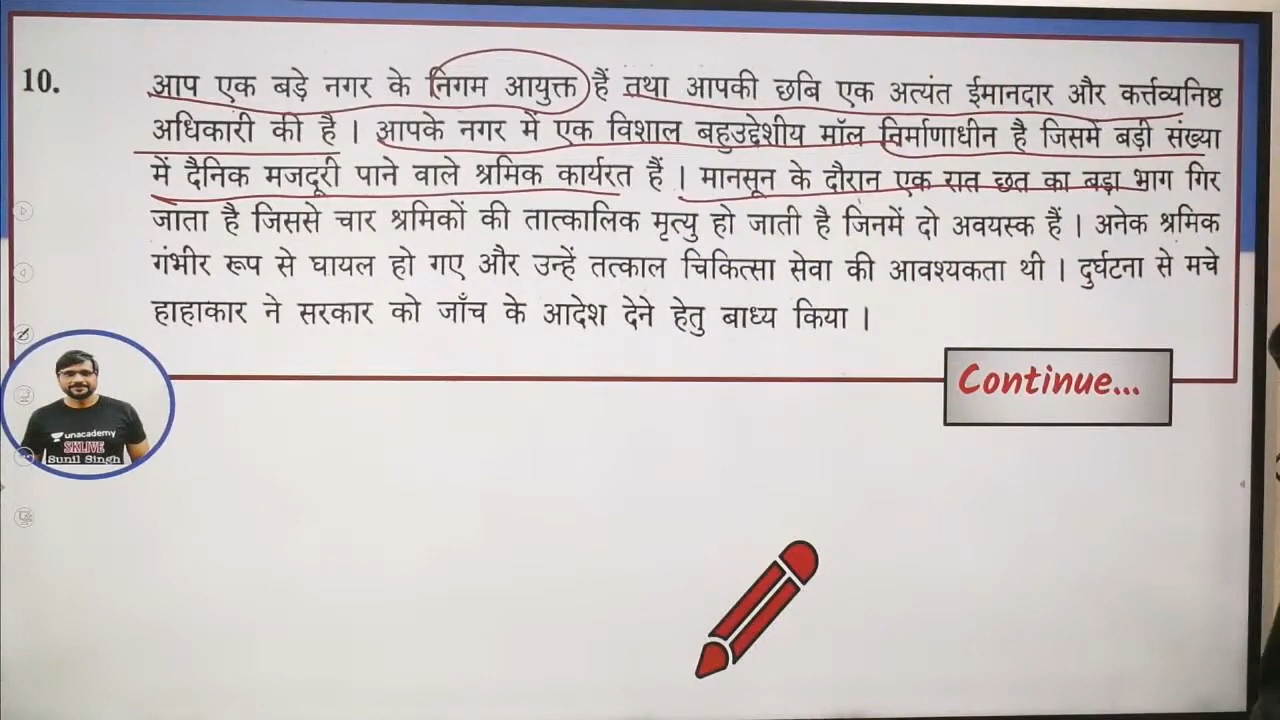 10.
आप एक बड़े नगर के निगम आयुक्त हैं तथा आपकी छबि एक अत्यंत ईमानदार और कर्त्तव्यनिष्ठ
अधिकारी की है । आपके नगर में एक विशाल बहुउद्देशीय मॉल निर्माणाधीन है जिसमें बड़ी संख्या
में दैनिक मजदूरी पाने वाले श्रमिक कार्यरत हैं । मानसून के दौरान एक रात छत का बड़ा भाग गिर
जाता है जिससे चार श्रमिकों की तात्कालिक मृत्यु हो जाती है जिनमें दो अवयस्क हैं । अनेक श्रमिक
गंभीर रूप से घायल हो गए और उन्हें तत्काल चिकित्सा सेवा की आवश्यकता थी । दुर्घटना से मचे
हाहाकार ने सरकार को जाँच के आदेश देने हेतु बाध्य किया ।
Continue...
unacademy
SKLIVE
Sunil Singh